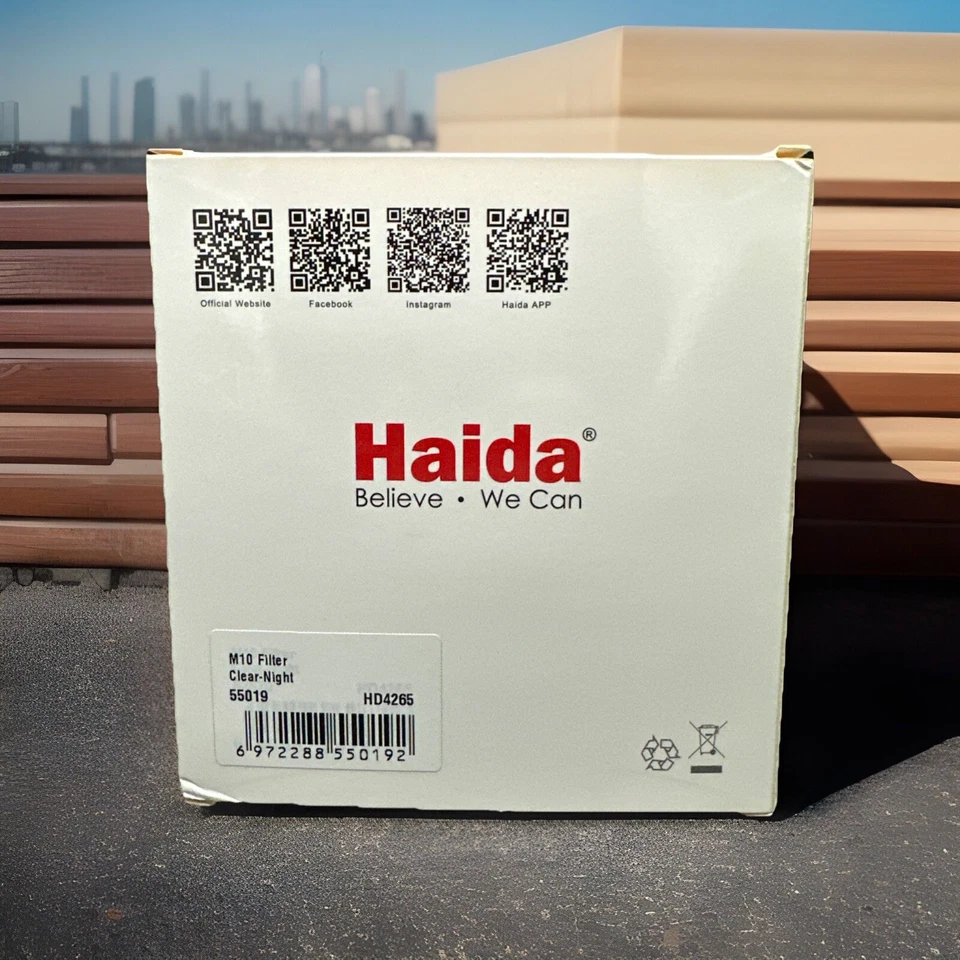 Official Website
Facebook
Instagram
Haida APP
Haida®
Believe • We Can
M10 Filter
Clear-Night
55019 HD4265
6 972288 550192